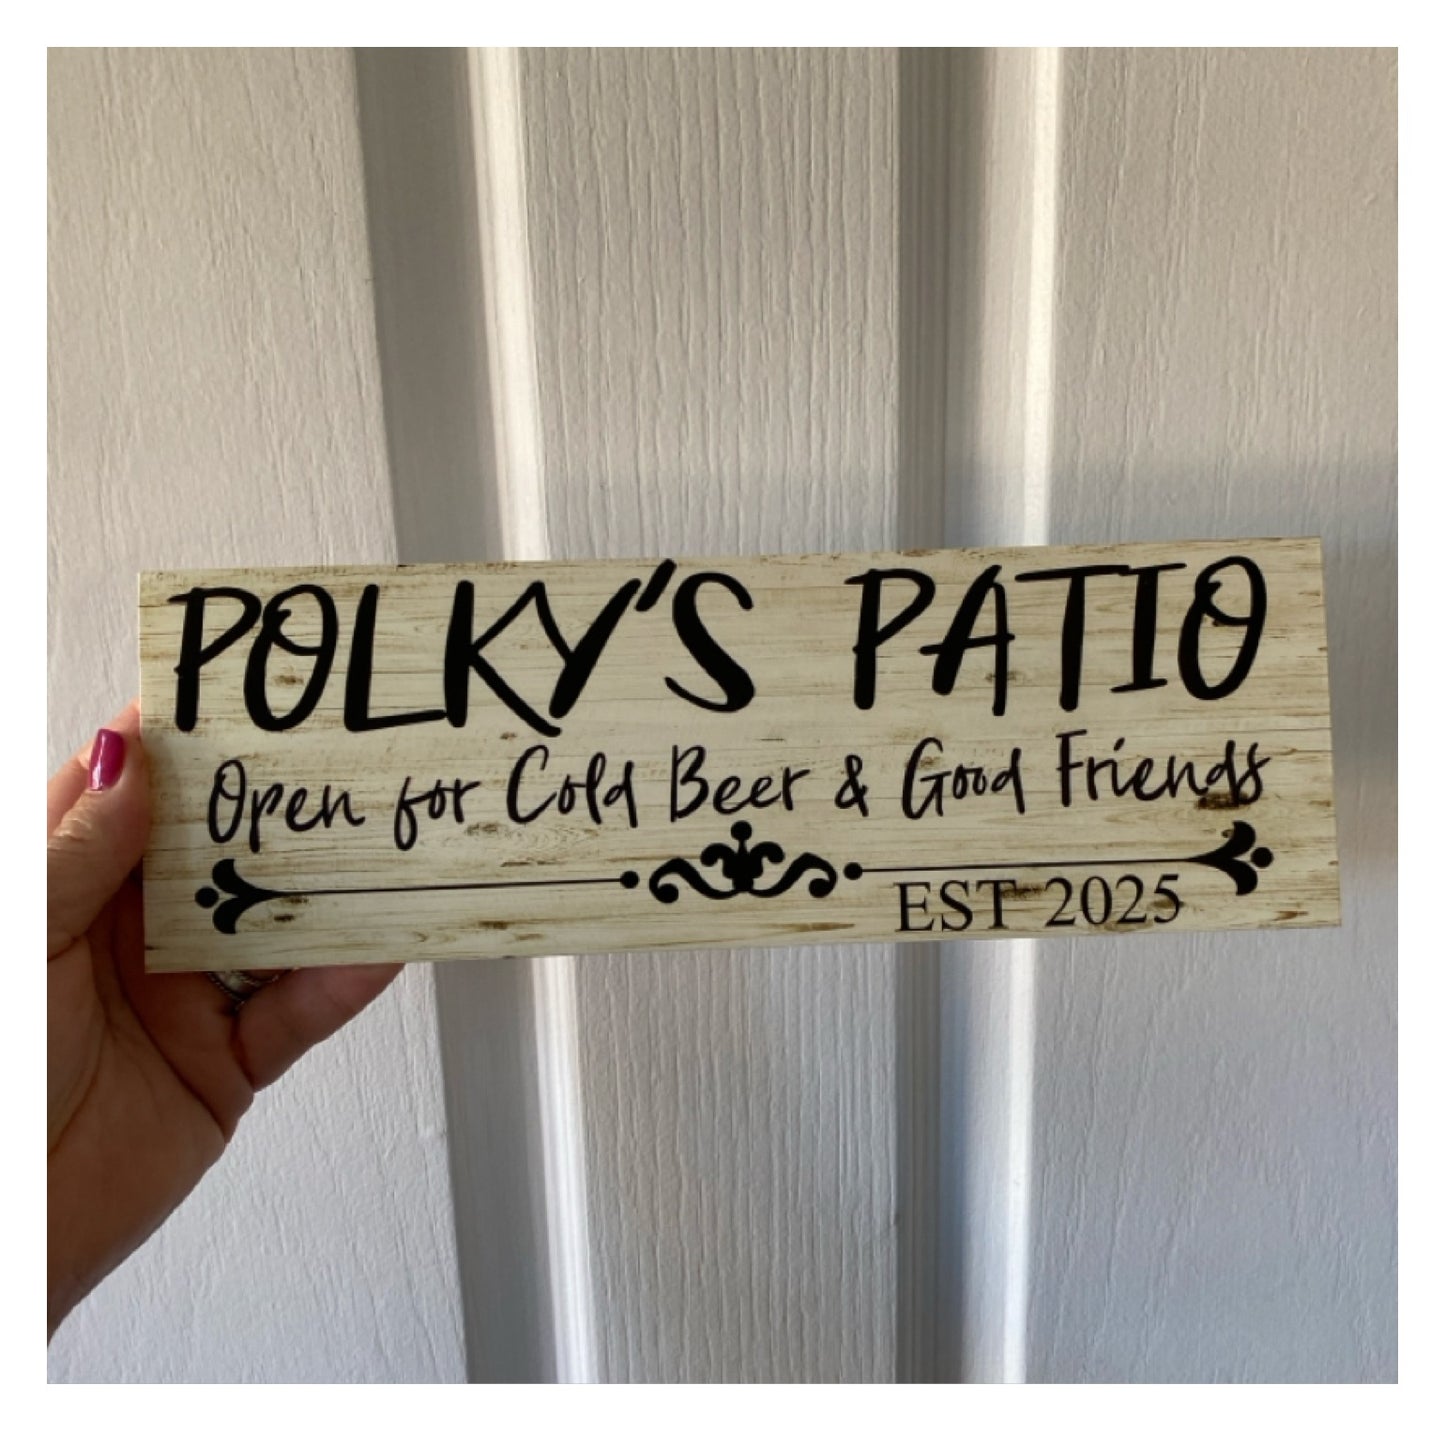 POLKY'S PATIO
Open for Cold Beer & Good Friends
EST 2025